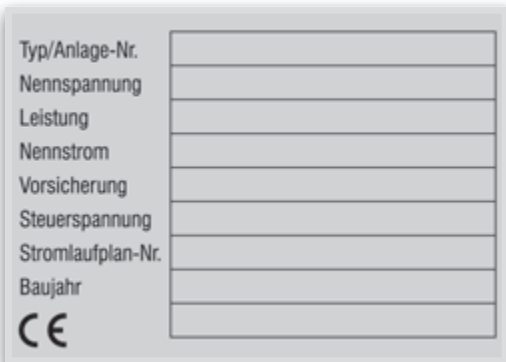 Typ/Anlage-Nr.
Nennspannung
Leistung
Nennstrom
Vorsicherung
Steuerspannung
Stromlaufplan-Nr.
Baujahr
CE